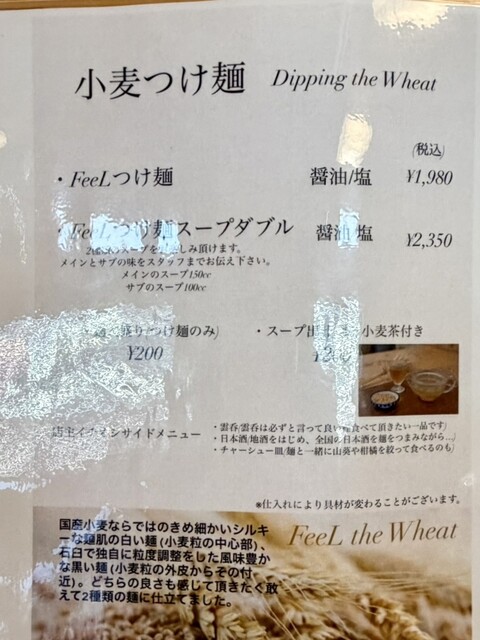 小麦つけ麺 Dipping the Wheat
(税込)
・FeeLつけ麺 醤油/塩 ¥1,980
・FeeLつけ麺スープダブル 醤油/塩 ¥2,350
スープを 頂けます。
メインとサブの味をスタッフまでお伝え下さい。
メインのスープ150cc
サブのスープ100cc
つけ麺のみ) ・スープ 小麦茶付き
¥200 ¥200
サイドメニュー
・雲呑/雲呑は必ずと言って良い 食べて頂きたい一品です)
・日本酒/地酒をはじめ、全国の日本酒を麺をつまみながら...)
・チャーシュー皿/麺と一緒に山葵や柑橘を絞って食べるのも)
※仕入れにより具材が変わることがございます。
FeeL the Wheat
国産小麦ならではのきめ細かいシルキ
ーな麺肌の白い麺(小麦粒の中心部)、
石臼で独自に粒度調整をした風味豊か
な黒い麺(小麦粒の外皮からその付
近)。どちらの良さも感じて頂きたく敢
えて2種類の麺に仕立てました。